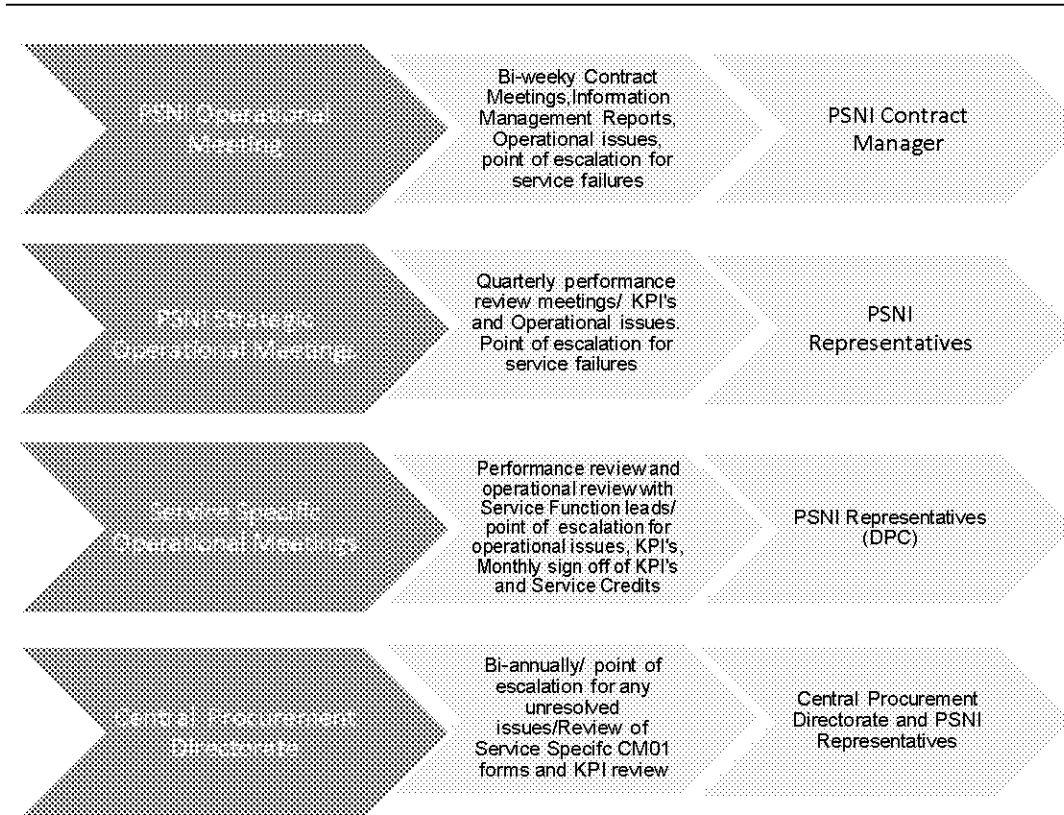 PSNI Operational
Meeting
Bi-weeky Contract
Meetings,Information
Management Reports,
Operational issues,
point of escalation for
service failures
PSNI Contract
Manager
PSNI Strategic
Operational Meetings
Quarterly performance
review meetings/ KPI's
and Operational issues.
Point of escalation for
service failures
PSNI
Representatives
Service Specific
Operational Meetings
Performance review and
operational review with
Service Function leads/
point of escalation for
operational issues, KPI's,
Monthly sign off of KPI's
and Service Credits
PSNI Representatives
(DPC)
Central Procurement
Directorate
Bi-annually/ point of
escalation for any
unresolved
issues/Review of
Service Specifc CM01
forms and KPI review
Central Procurement
Directorate and PSNI
Representatives